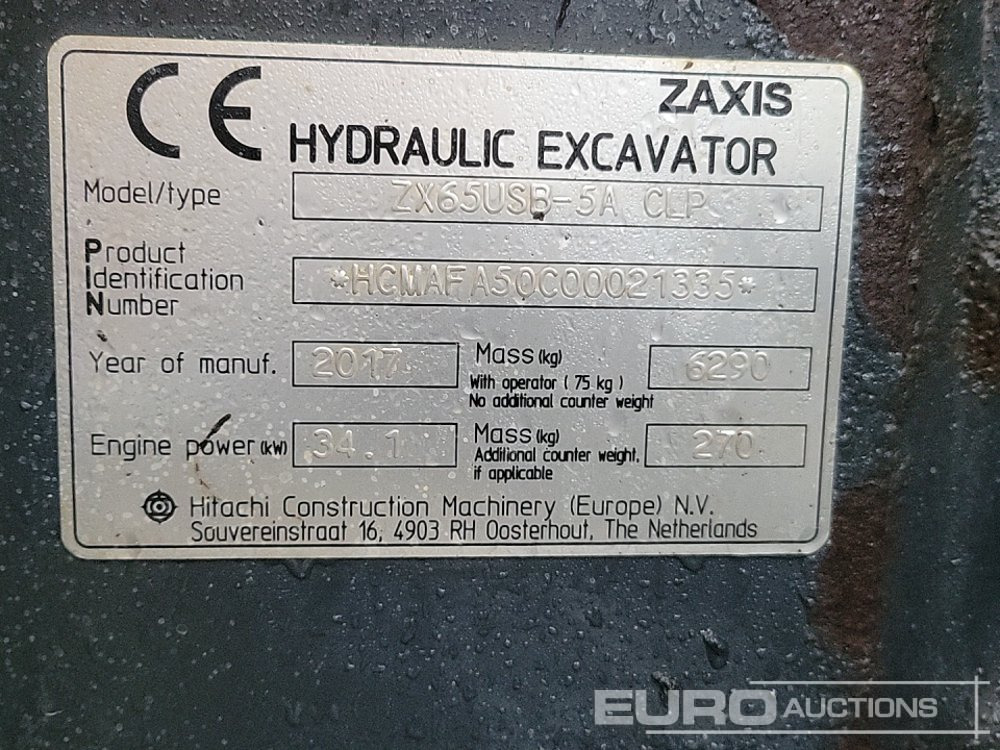 CE
ZAXIS
HYDRAULIC EXCAVATOR
Model/type ZX65USB-5A CLP
Product
Identification
Number
*HCMAFA50C00021335*
Year of manuf. 2017
Mass (kg)
With operator (75 kg)
No additional counter weight
6290
Engine power (kW) 34.1
Mass (kg)
Additional counter weight,
if applicable
270
Hitachi Construction Machinery (Europe) N.V.
Souvereinstraat 16, 4903 RH Oosterhout, The Netherlands
EURO AUCTIONS